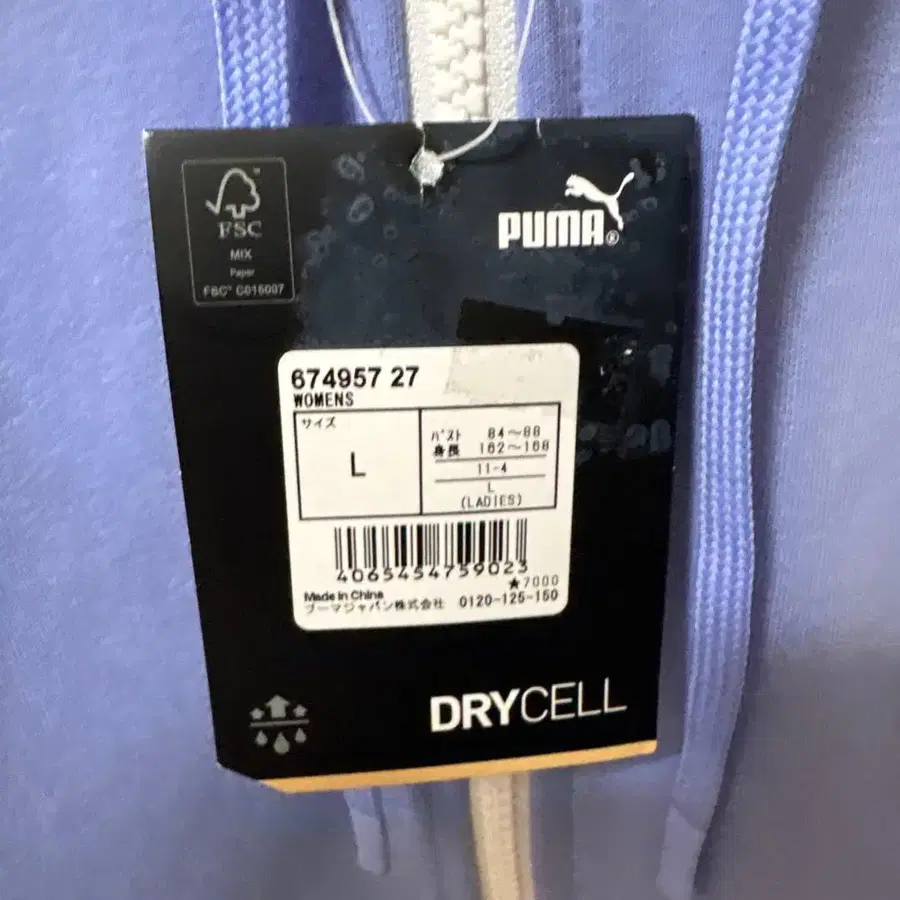 FSC
MIX
Paper
FSC® C016007
PUMA®
674957 27
WOMENS
サイズ
L
バスト 84～88
身長 162～168
11-4
L
(LADIES)
4065454759023
★7000
Made in China
プーマジャパン株式会社 0120-125-150
DRYCELL